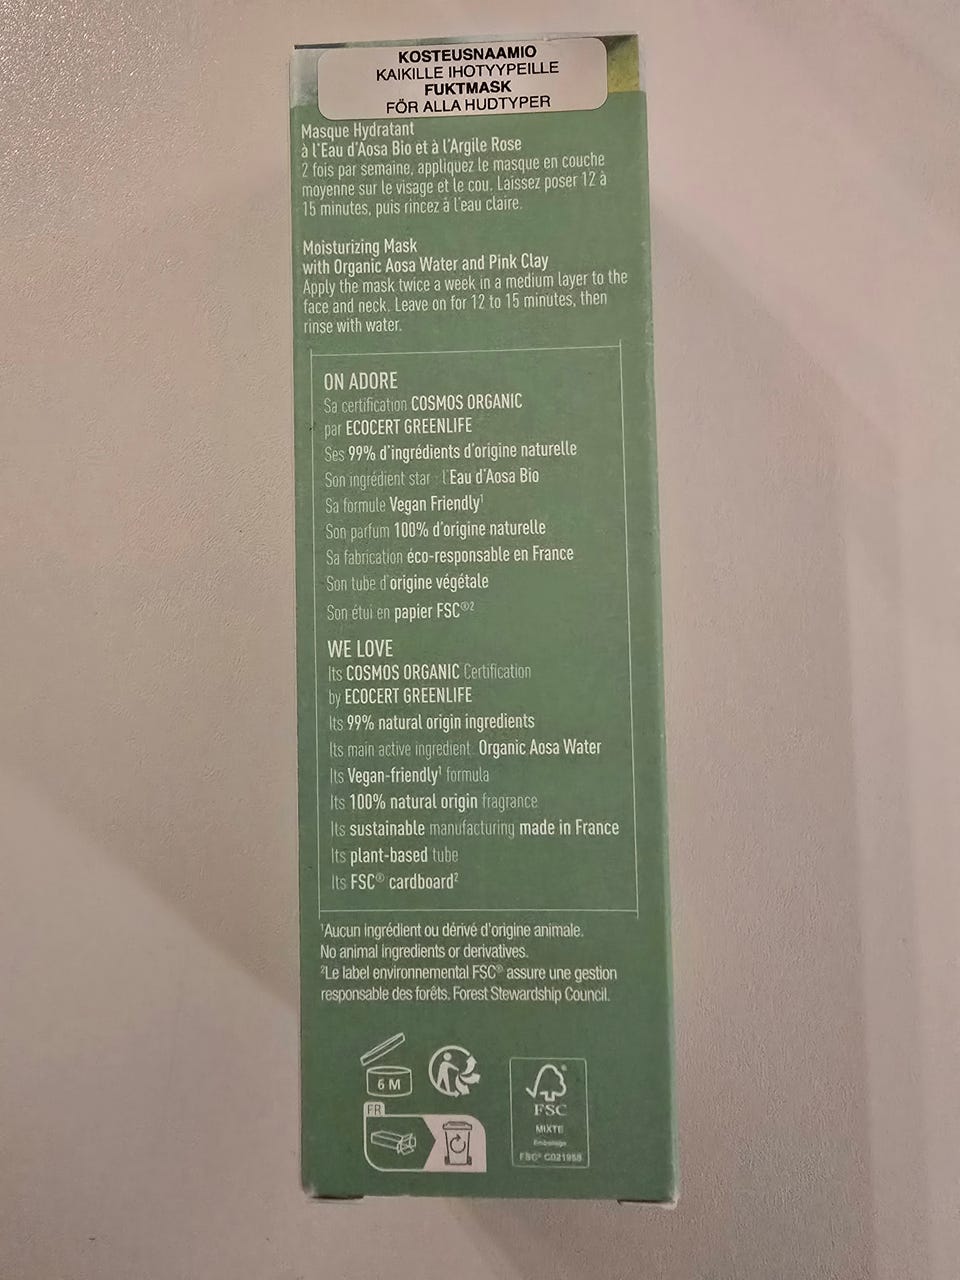 KOSTEUSNAAMIO
KAIKILLE IHOTYYPEILLE
FUKTMASK
FÖR ALLA HUDTYPER
Masque Hydratant
à l'Eau d'Aosa Bio et à l'Argile Rose
2 fois par semaine, appliquez le masque en couche
moyenne sur le visage et le cou. Laissez poser 12 à
15 minutes, puis rincez à l'eau claire.
Moisturizing Mask
with Organic Aosa Water and Pink Clay
Apply the mask twice a week in a medium layer to the
face and neck. Leave on for 12 to 15 minutes, then
rinse with water.
ON ADORE
Sa certification COSMOS ORGANIC
par ECOCERT GREENLIFE
Ses 99% d'ingrédients d'origine naturelle
Son ingrédient star : l'Eau d'Aosa Bio
Sa formule Vegan Friendly¹
Son parfum 100% d'origine naturelle
Sa fabrication éco-responsable en France
Son tube d'origine végétale
Son étui en papier FSC®²
WE LOVE
Its COSMOS ORGANIC Certification
by ECOCERT GREENLIFE
Its 99% natural origin ingredients
Its main active ingredient: Organic Aosa Water
Its Vegan-friendly¹ formula
Its 100% natural origin fragrance
Its sustainable manufacturing made in France
Its plant-based tube
Its FSC® cardboard²
¹Aucun ingrédient ou dérivé d'origine animale.
No animal ingredients or derivatives.
²Le label environnemental FSC® assure une gestion
responsable des forêts. Forest Stewardship Council.
6 M
FR
FSC
MIXTE
Emballage
FSC® C021958